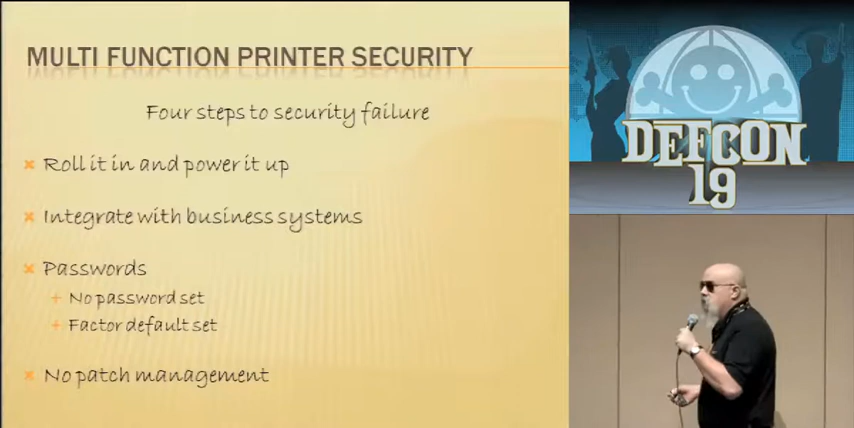 MULTI FUNCTION PRINTER SECURITY
Four steps to security failure
Roll it in and power it up
Integrate with business systems
Passwords
No password set
Factor default set
No patch management
DEFCON
19